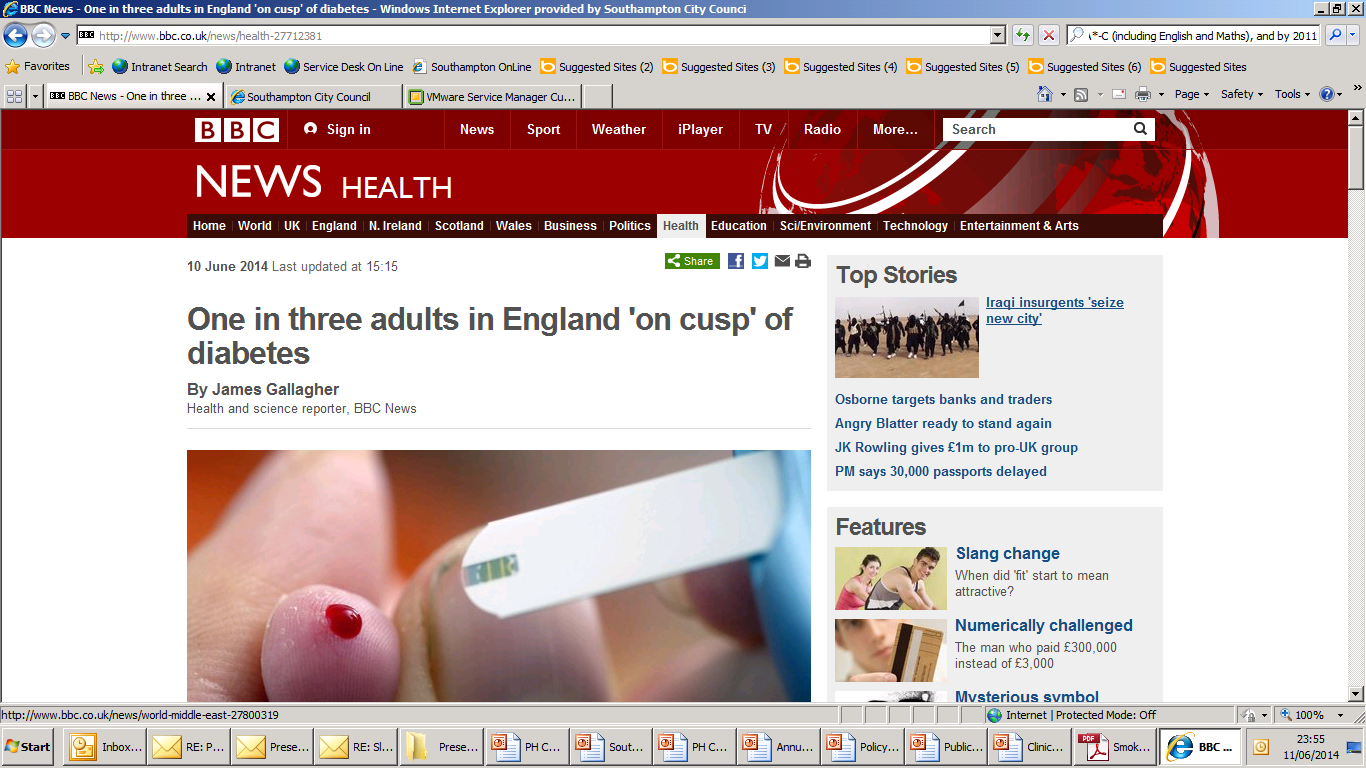 BBC News - One in three adults in England 'on cusp' of diabetes - Windows Internet Explorer provided by Southampton City Counci
http://www.bbc.co.uk/news/health-27712381
\*-C (including English and Maths), and by 2011
Favorites Intranet Search Intranet Service Desk On Line Southampton OnLine Suggested Sites (2) Suggested Sites (3) Suggested Sites (4) Suggested Sites (5) Suggested Sites (6) Suggested Sites
BBC News - One in three ... Southampton City Council VMware Service Manager Cu... Page Safety Tools
BBC Sign in News Sport Weather iPlayer TV Radio More... Search
NEWS HEALTH
Home World UK England N. Ireland Scotland Wales Business Politics Health Education Sci/Environment Technology Entertainment & Arts
10 June 2014 Last updated at 15:15
Share
One in three adults in England 'on cusp' of
diabetes
By James Gallagher
Health and science reporter, BBC News
Top Stories
Iraqi insurgents 'seize
new city'
Osborne targets banks and traders
Angry Blatter ready to stand again
JK Rowling gives £1m to pro-UK group
PM says 30,000 passports delayed
Features
Slang change
When did 'fit' start to mean
attractive?
Numerically challenged
The man who paid £300,000
instead of £3,000
Mysterious symbol
http://www.bbc.co.uk/news/world-middle-east-27800319
Internet | Protected Mode: Off
100%
Start Inbox... RE: P... Prese... RE: Sl... Prese... PH C... Sout... PH C... Annu... Policy... Public... Clinic... Smok... BBC ...
23:55
11/06/2014